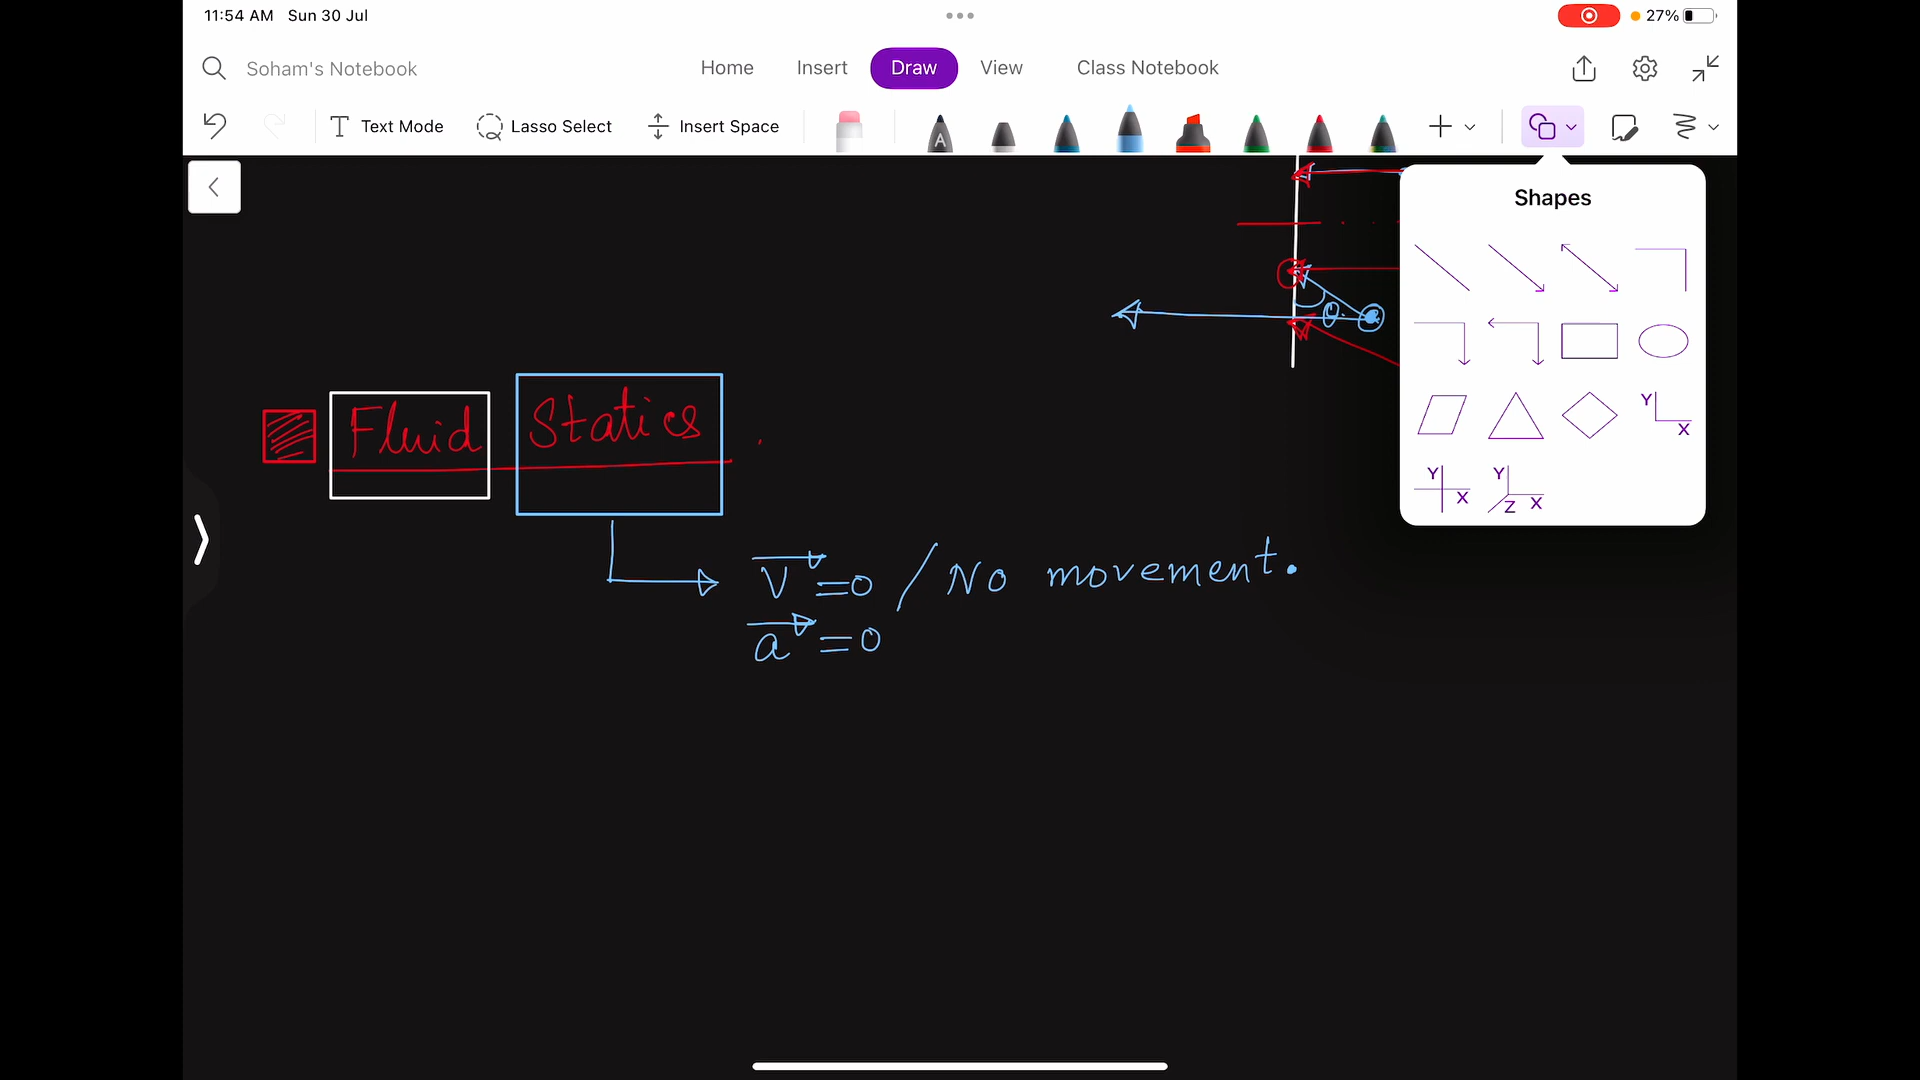 11:54 AM Sun 30 Jul
27%
Soham's Notebook
Home Insert Draw View Class Notebook
Text Mode Lasso Select Insert Space
A
Shapes
Y
X
Y
X
Y
Z X
θ
Fluid Statics .
V = 0 / No movement.
a = 0